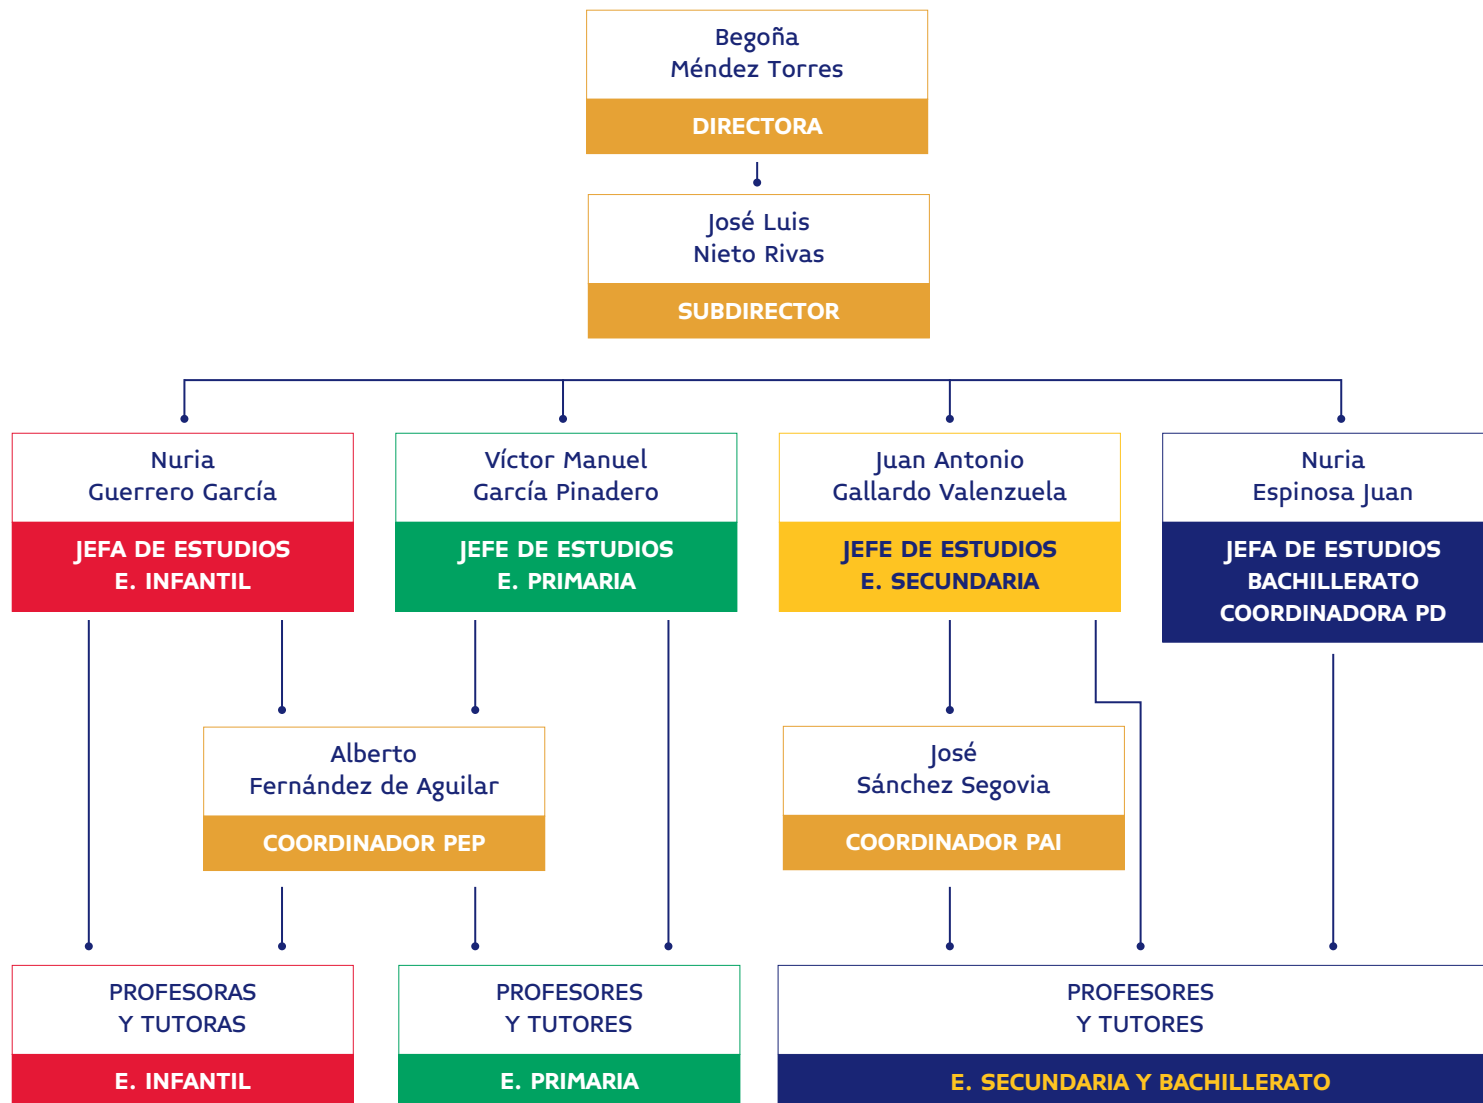 Begoña
Méndez Torres
DIRECTORA
José Luis
Nieto Rivas
SUBDIRECTOR
Nuria
Guerrero García
JEFA DE ESTUDIOS
E. INFANTIL
Víctor Manuel
García Pinadero
JEFE DE ESTUDIOS
E. PRIMARIA
Juan Antonio
Gallardo Valenzuela
JEFE DE ESTUDIOS
E. SECUNDARIA
Nuria
Espinosa Juan
JEFA DE ESTUDIOS
BACHILLERATO
COORDINADORA PD
Alberto
Fernández de Aguilar
COORDINADOR PEP
José
Sánchez Segovia
COORDINADOR PAI
PROFESORAS
Y TUTORAS
E. INFANTIL
PROFESORES
Y TUTORES
E. PRIMARIA
PROFESORES
Y TUTORES
E. SECUNDARIA Y BACHILLERATO